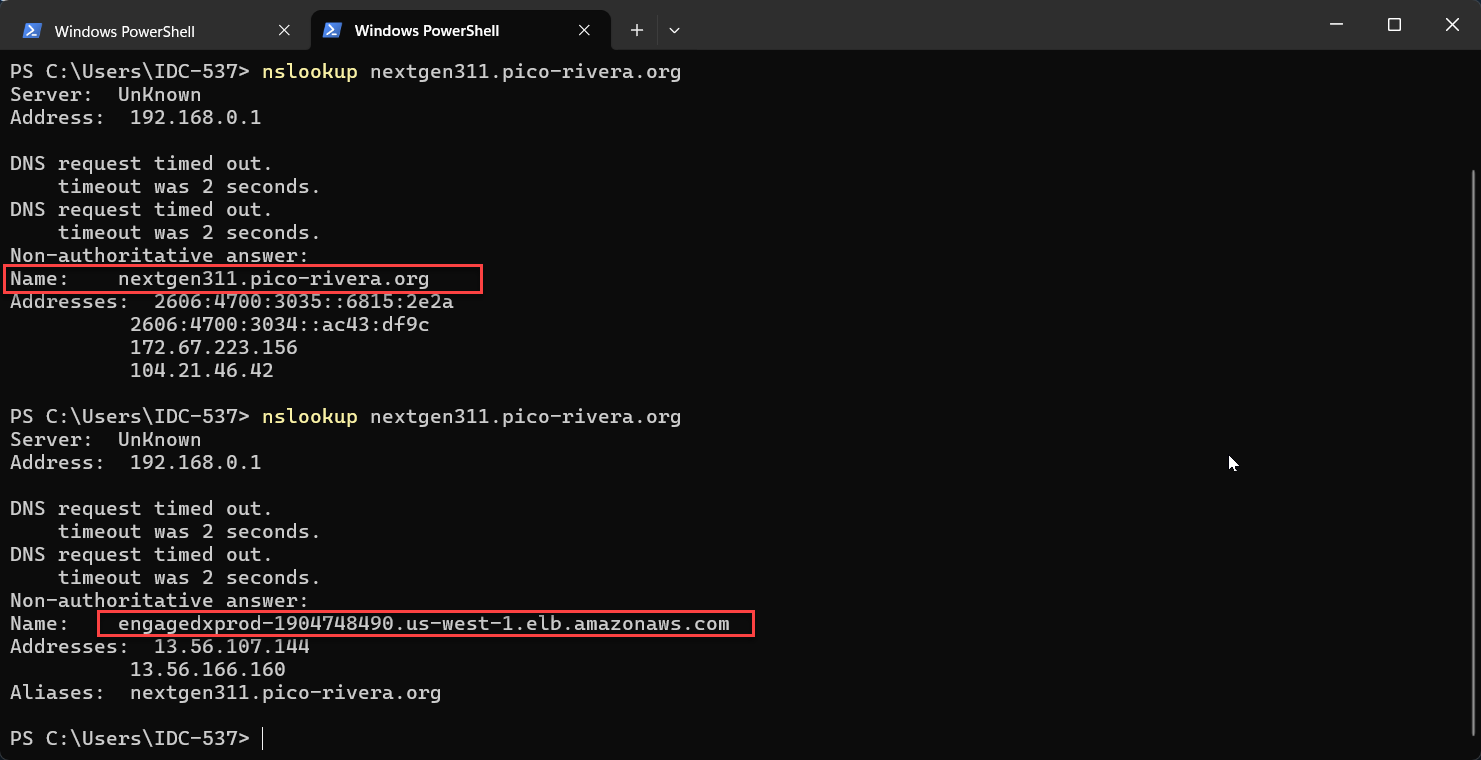 Windows PowerShell
Windows PowerShell
PS C:\Users\IDC-537> nslookup nextgen311.pico-rivera.org
Server:  UnKnown
Address:  192.168.0.1

DNS request timed out.
    timeout was 2 seconds.
DNS request timed out.
    timeout was 2 seconds.
Non-authoritative answer:
Name:    nextgen311.pico-rivera.org
Addresses:  2606:4700:3035::6815:2e2a
          2606:4700:3034::ac43:df9c
          172.67.223.156
          104.21.46.42

PS C:\Users\IDC-537> nslookup nextgen311.pico-rivera.org
Server:  UnKnown
Address:  192.168.0.1

DNS request timed out.
    timeout was 2 seconds.
DNS request timed out.
    timeout was 2 seconds.
Non-authoritative answer:
Name:    engagedxprod-1904748490.us-west-1.elb.amazonaws.com
Addresses:  13.56.107.144
          13.56.166.160
Aliases:  nextgen311.pico-rivera.org

PS C:\Users\IDC-537>